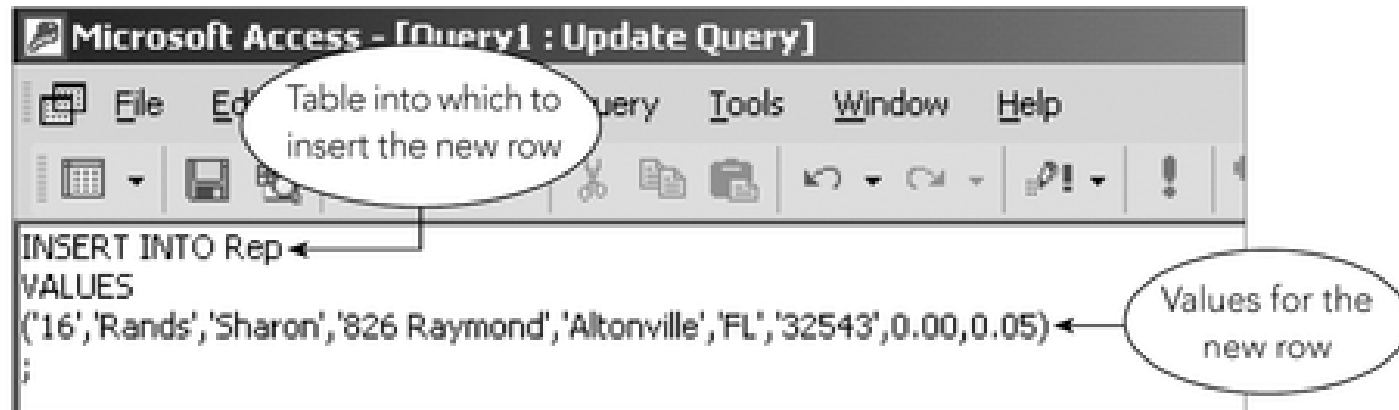 Microsoft Access - [Query1 : Update Query]
File Tools Window Help
Table into which to
insert the new row
INSERT INTO Rep
VALUES
('16','Rands','Sharon','826 Raymond','Altonville','FL','32543',0.00,0.05)
;
Values for the
new row